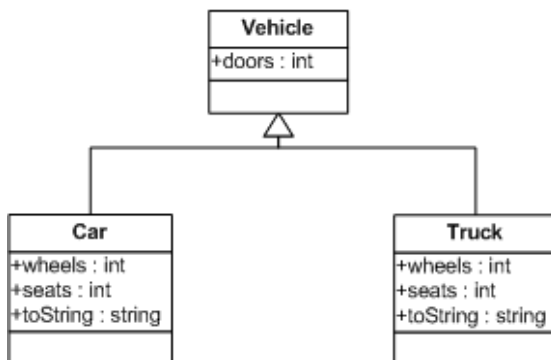 Vehicle
+doors : int
Car
+wheels : int
+seats : int
+toString : string
Truck
+wheels : int
+seats : int
+toString : string